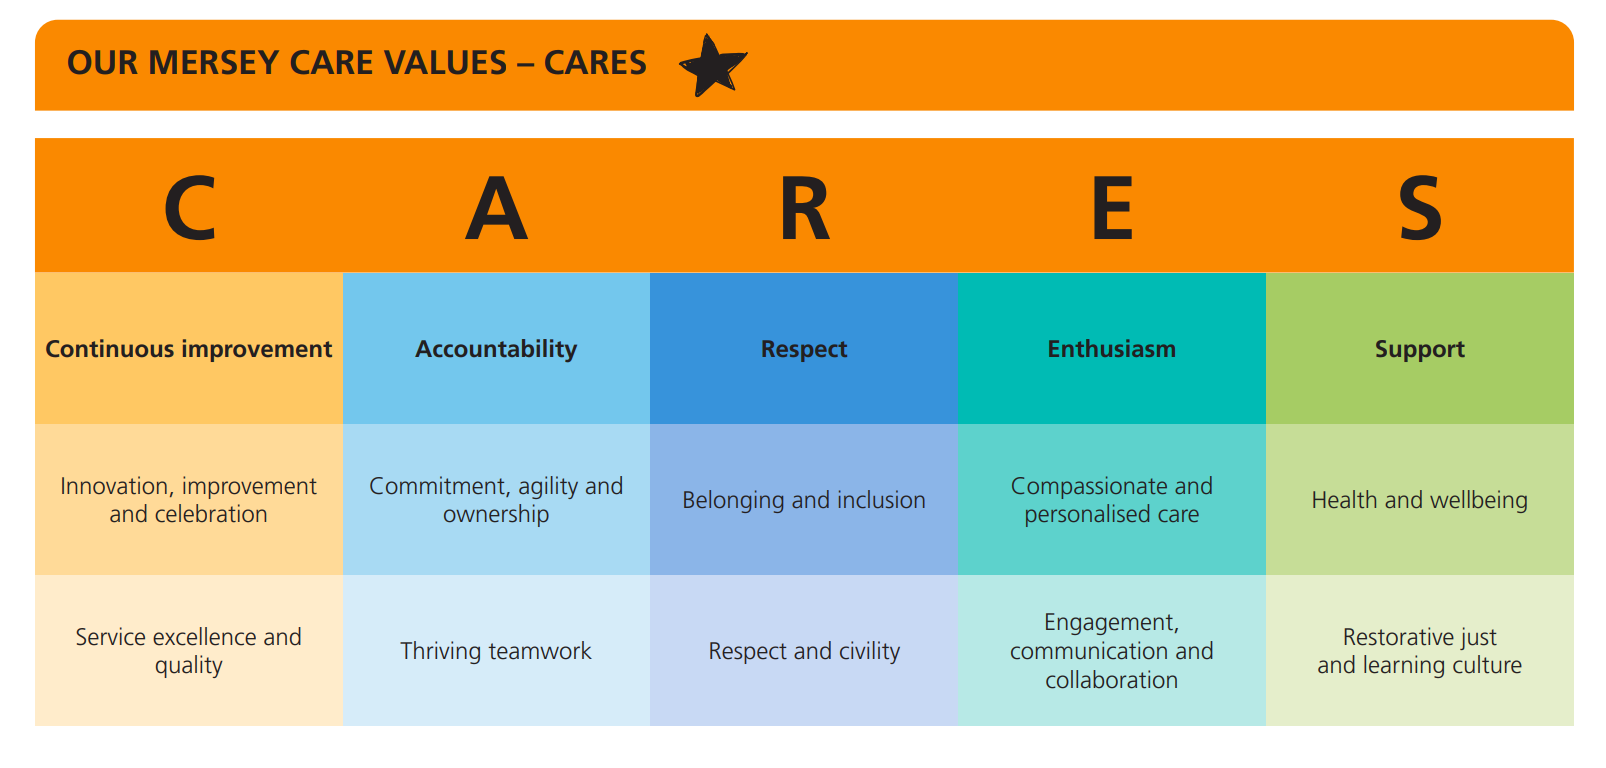 OUR MERSEY CARE VALUES – CARES
C A R E S
Continuous improvement
Accountability
Respect
Enthusiasm
Support
Innovation, improvement
and celebration
Commitment, agility and
ownership
Belonging and inclusion
Compassionate and
personalised care
Health and wellbeing
Service excellence and
quality
Thriving teamwork
Respect and civility
Engagement,
communication and
collaboration
Restorative just
and learning culture